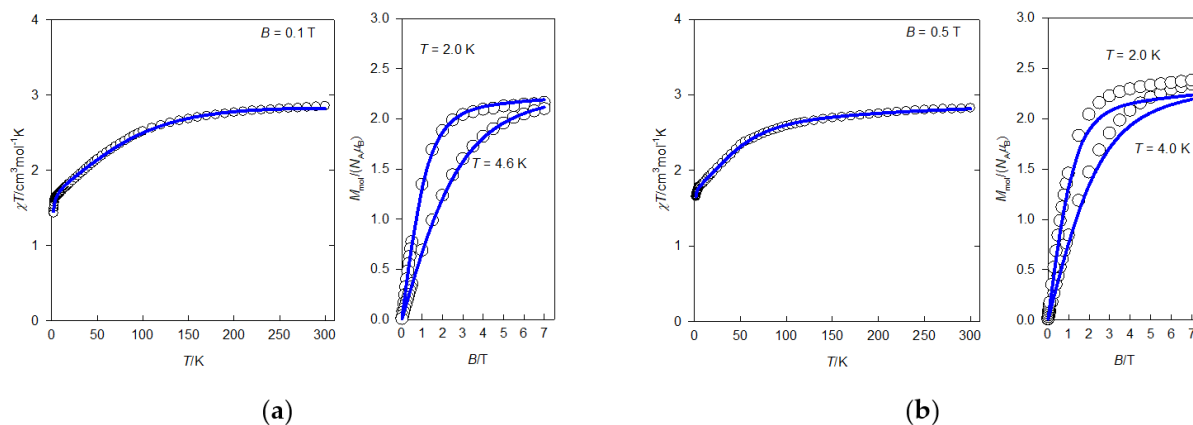 B = 0.1 T
χT/cm³mol⁻¹K
4
3
2
1
0
0 50 100 150 200 250 300
T/K
T = 2.0 K
T = 4.6 K
M_mol/(N_Aμ_B)
3.0
2.5
2.0
1.5
1.0
0.5
0.0
0 1 2 3 4 5 6 7
B/T
(a)
B = 0.5 T
χT/cm³mol⁻¹K
4
3
2
1
0
0 50 100 150 200 250 300
T/K
T = 2.0 K
T = 4.0 K
M_mol/(N_Aμ_B)
3.0
2.5
2.0
1.5
1.0
0.5
0.0
0 1 2 3 4 5 6 7
B/T
(b)